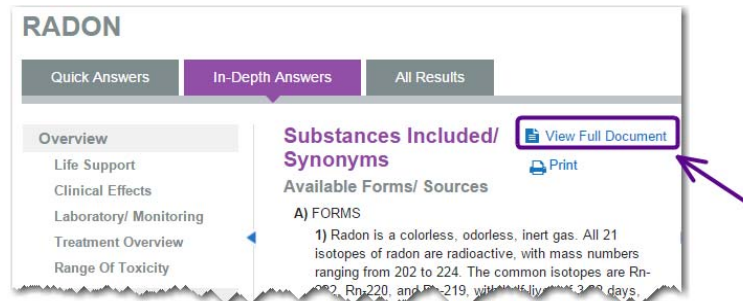 RADON
Quick Answers
In-Depth Answers
All Results
Overview
Life Support
Clinical Effects
Laboratory/ Monitoring
Treatment Overview
Range Of Toxicity
Substances Included/
Synonyms
View Full Document
Print
Available Forms/ Sources
A) FORMS
1) Radon is a colorless, odorless, inert gas. All 21
isotopes of radon are radioactive, with mass numbers
ranging from 202 to 224. The common isotopes are Rn-
Rn-220, and Rn-219, days,